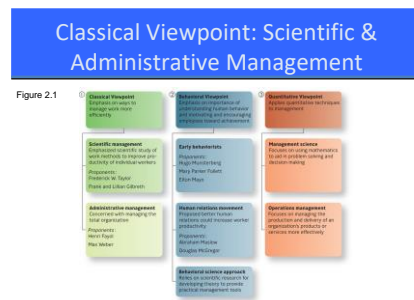 Classical Viewpoint: Scientific &
Administrative Management
Figure 2.1
① Classical Viewpoint
Emphasis on ways to
manage work more
efficiently
Scientific management
Emphasized scientific study of
work methods to improve pro-
ductivity of individual workers
Proponents:
Frederick W. Taylor
Frank and Lillian Gilbreth
Administrative management
Concerned with managing the
total organization
Proponents:
Henri Fayol
Max Weber
② Behavioral Viewpoint
Emphasis on importance of
understanding human behavior
and motivating and encouraging
employees toward achievement
Early behaviorists
Proponents:
Hugo Munsterberg
Mary Parker Follett
Elton Mayo
Human relations movement
Proposed better human
relations could increase worker
productivity
Proponents:
Abraham Maslow
Douglas McGregor
Behavioral science approach
Relies on scientific research for
developing theory to provide
practical management tools
③ Quantitative Viewpoint
Applies quantitative techniques
to management
Management science
Focuses on using mathematics
to aid in problem solving and
decision making
Operations management
Focuses on managing the
production and delivery of an
organization's products or
services more effectively